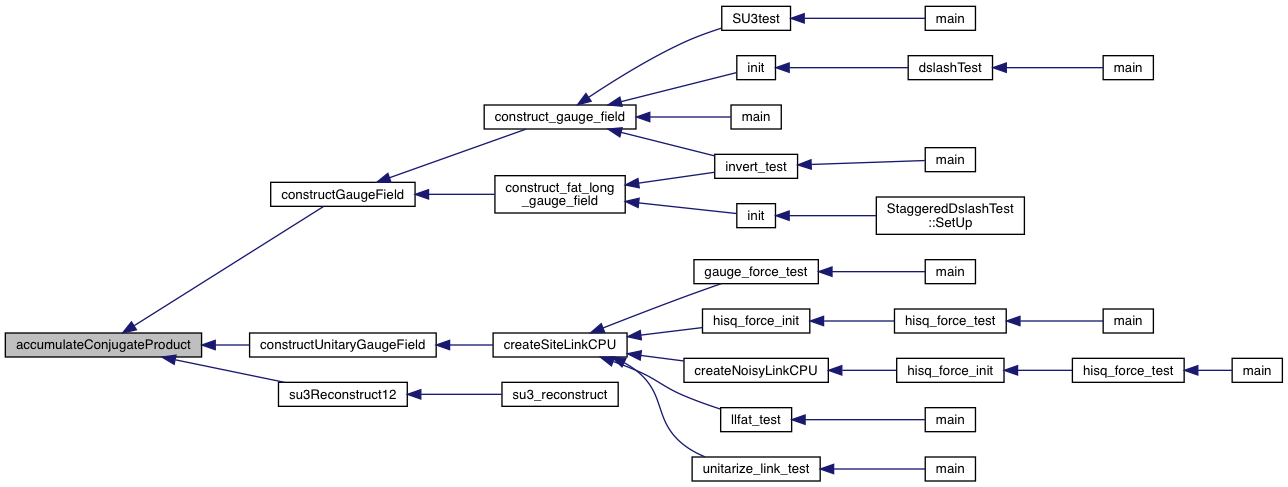 SU3test
main
init
dslashTest
main
construct_gauge_field
main
invert_test
main
constructGaugeField
construct_fat_long
_gauge_field
init
StaggeredDslashTest
::SetUp
gauge_force_test
main
hisq_force_init
hisq_force_test
main
accumulateConjugateProduct
constructUnitaryGaugeField
createSiteLinkCPU
createNoisyLinkCPU
hisq_force_init
hisq_force_test
main
su3Reconstruct12
su3_reconstruct
llfat_test
main
unitarize_link_test
main